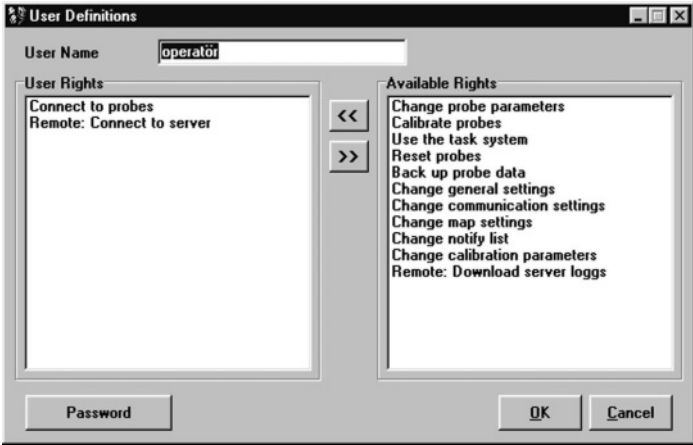 User Definitions
User Name
operatör
User Rights
Connect to probes
Remote: Connect to server
<<
>>
Available Rights
Change probe parameters
Calibrate probes
Use the task system
Reset probes
Back up probe data
Change general settings
Change communication settings
Change map settings
Change notify list
Change calibration parameters
Remote: Download server loggs
Password
OK
Cancel